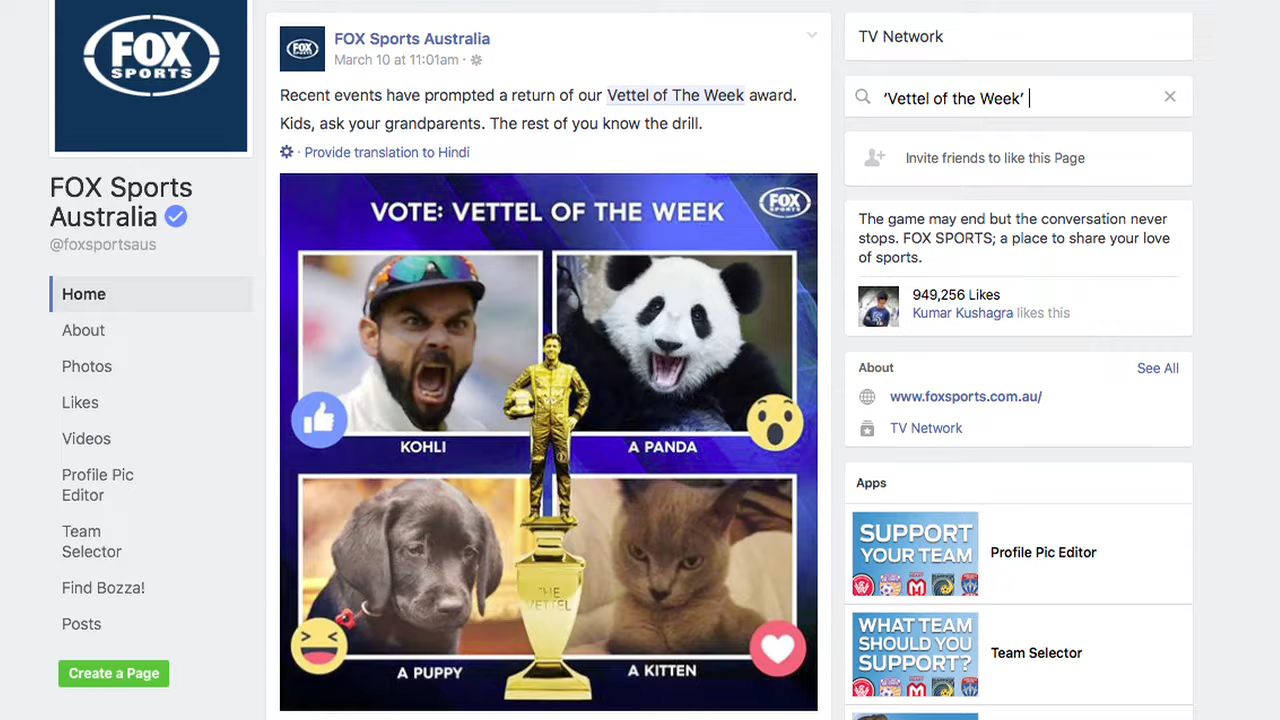 FOX
SPORTS
FOX Sports
Australia
@foxsportsaus
Home
About
Photos
Likes
Videos
Profile Pic
Editor
Team
Selector
Find Bozza!
Posts
Create a Page
FOX
SPORTS
FOX Sports Australia
March 10 at 11:01am ·
Recent events have prompted a return of our Vettel of The Week award.
Kids, ask your grandparents. The rest of you know the drill.
· Provide translation to Hindi
VOTE: VETTEL OF THE WEEK
FOX
SPORTS
KOHLI
A PANDA
THE
VETTEL
A PUPPY
A KITTEN
TV Network
‘Vettel of the Week’
Invite friends to like this Page
The game may end but the conversation never
stops. FOX SPORTS; a place to share your love
of sports.
949,256 Likes
Kumar Kushagra likes this
About
See All
www.foxsports.com.au/
TV Network
Apps
SUPPORT
YOUR TEAM
Profile Pic Editor
WHAT TEAM
SHOULD YOU
SUPPORT?
Team Selector